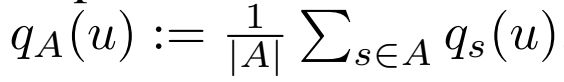 q_A(u) := \frac{1}{|A|} \sum_{s \in A} q_s(u)